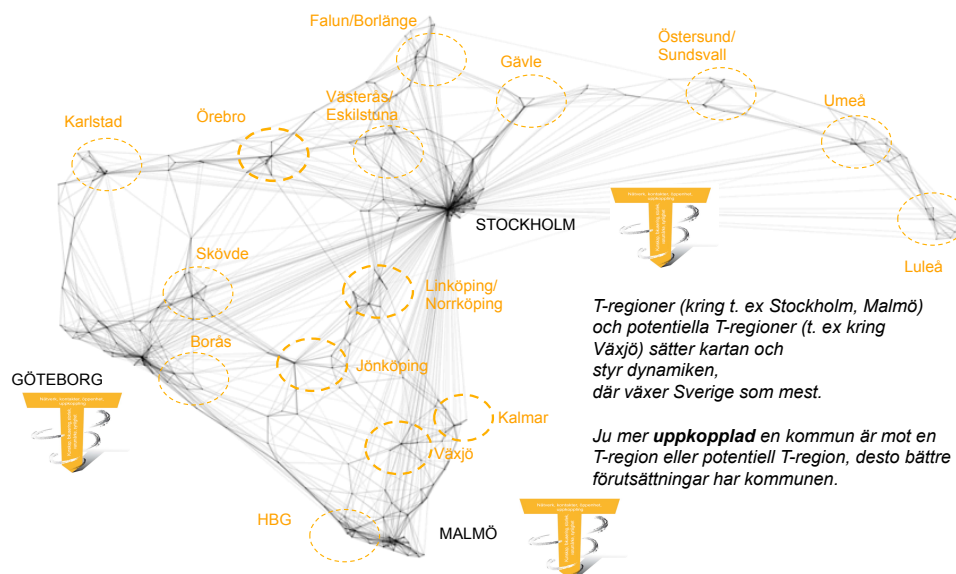 Falun/Borlänge
Östersund/
Sundsvall
Gävle
Västerås/
Eskilstuna
Umeå
Karlstad
Örebro
STOCKHOLM
Skövde
Luleå
Linköping/
Norrköping
T-regioner (kring t. ex Stockholm, Malmö)
och potentiella T-regioner (t. ex kring
Växjö) sätter kartan och
styr dynamiken,
där växer Sverige som mest.
Borås
Jönköping
GÖTEBORG
Kalmar
Ju mer uppkopplad en kommun är mot en
T-region eller potentiell T-region, desto bättre
förutsättningar har kommunen.
Växjö
HBG
MALMÖ